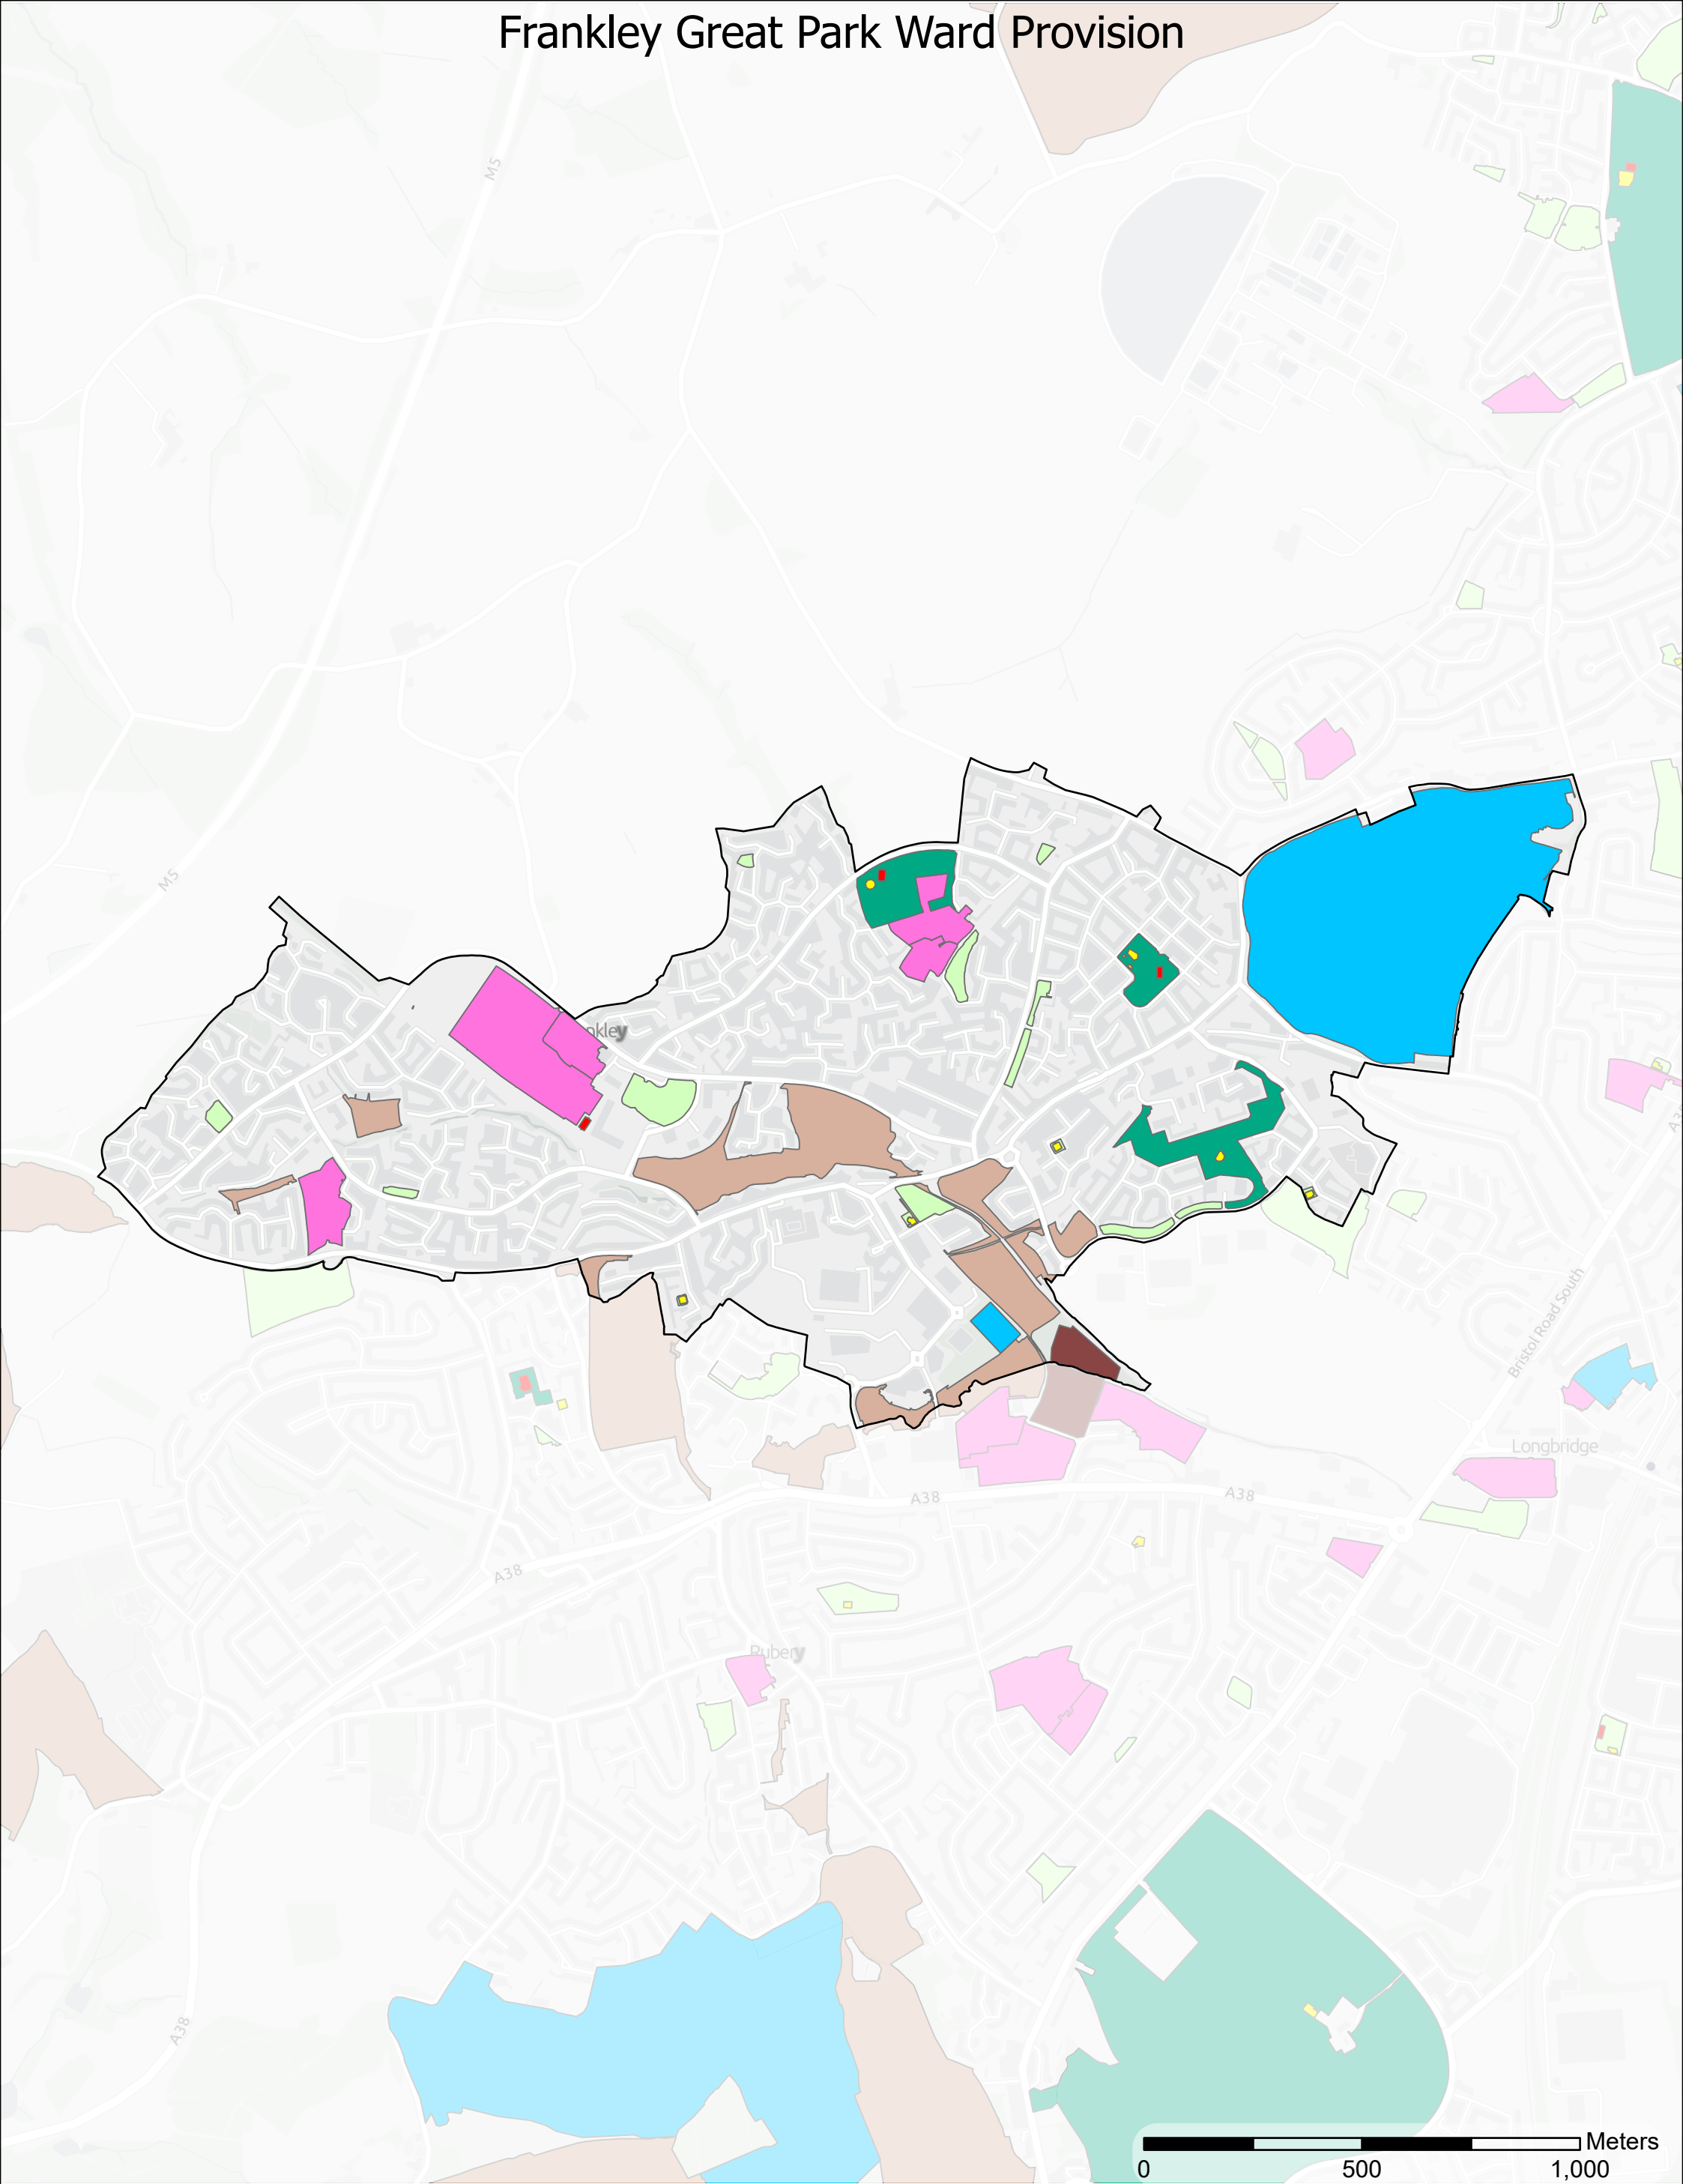 Frankley Great Park Ward Provision
M5
M5
nkley
Bristol Road South
Longbridge
A38
A38
A38
Rubery
A38
Meters
0 500 1,000